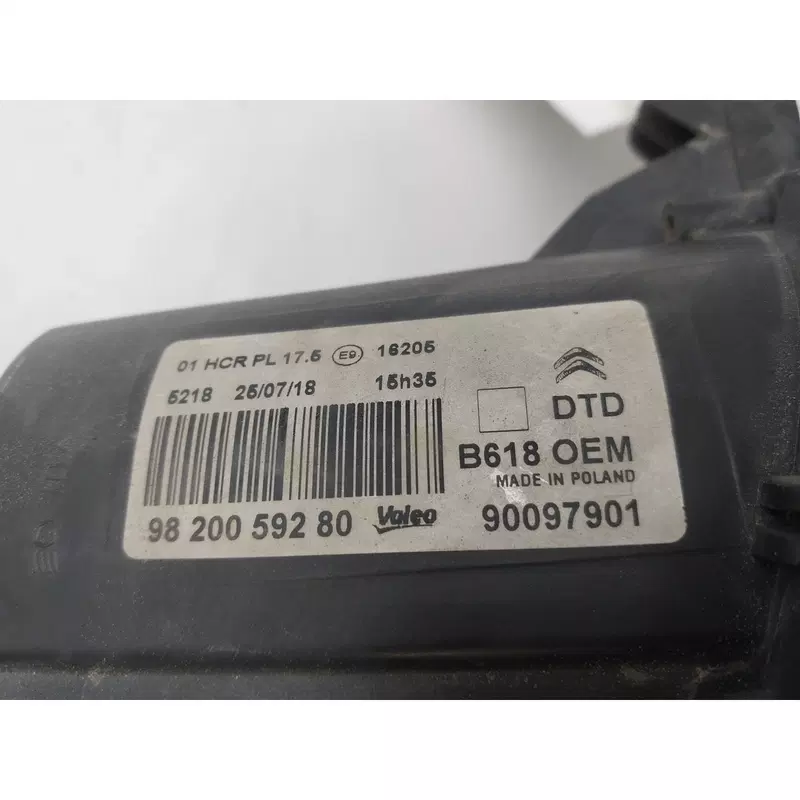 01 HCR PL 17.5 E9 16205
5218 25/07/18 15h35
DTD
B618 OEM
MADE IN POLAND
98 200 592 80 Valeo 90097901